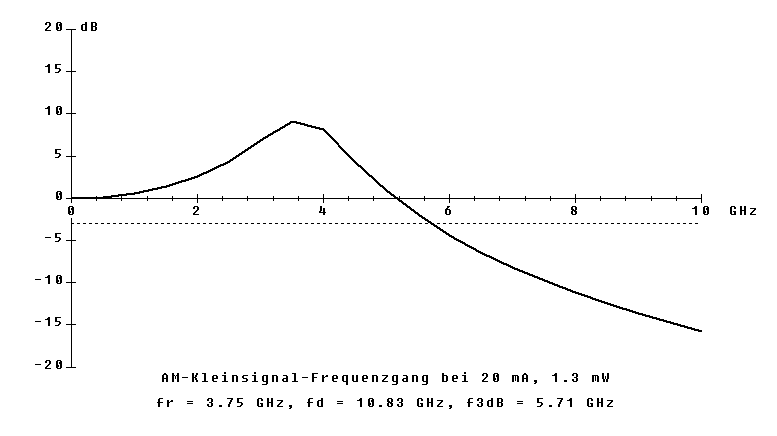 20 dB
15
10
5
0
0 2 4 6 8 10 GHz
-5
-10
-15
-20
AM-Kleinsignal-Frequenzgang bei 20 mA, 1.3 mW
fr = 3.75 GHz, fd = 10.83 GHz, f3dB = 5.71 GHz